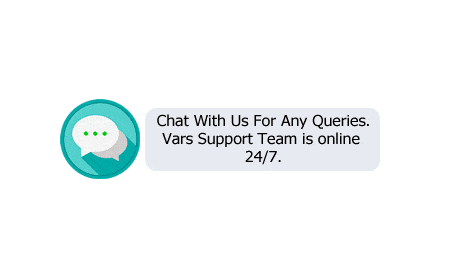 Chat With Us For Any Queries.
Vars Support Team is online
24/7.